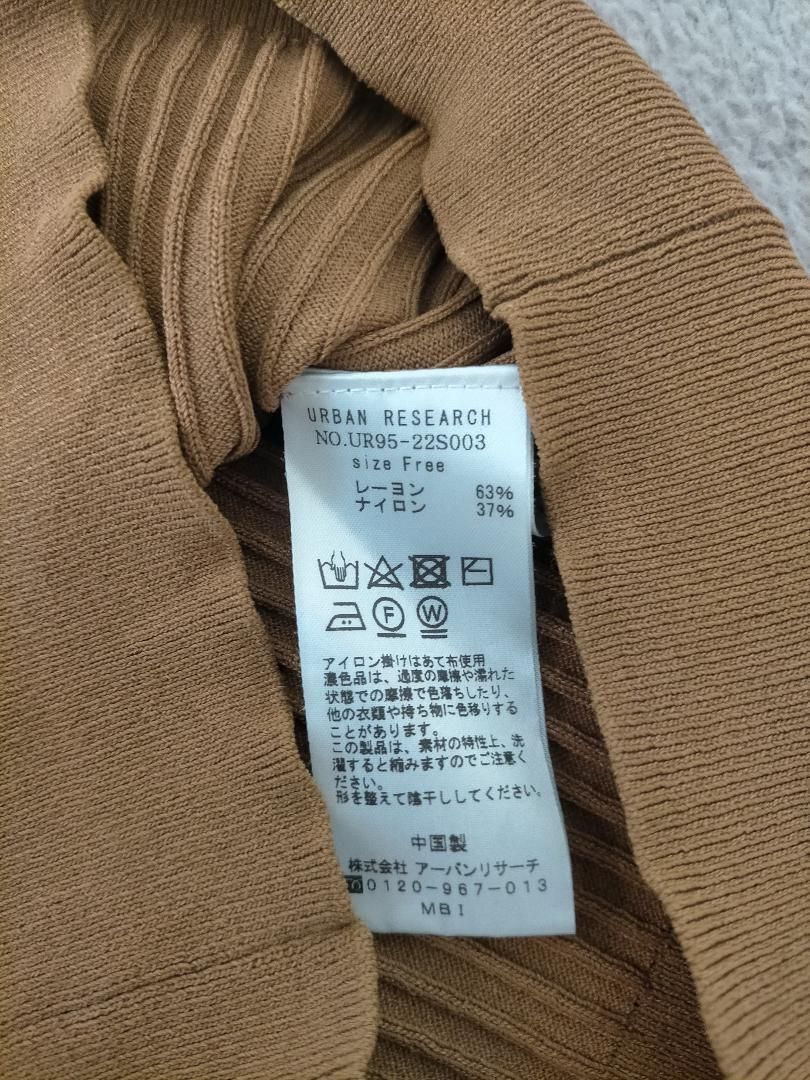 URBAN RESEARCH
NO.UR95-22S003
size Free
レーヨン 63%
ナイロン 37%
F W
アイロン掛けはあて布使用
濃色品は、過度の摩擦や濡れた
状態での摩擦で色落ちしたり、
他の衣類や持ち物に色移りする
ことがあります。
この製品は、素材の特性上、洗
濯すると縮みますのでご注意く
ださい。
形を整えて陰干ししてください。
中国製
株式会社 アーバンリサーチ
0120-967-013
MBI